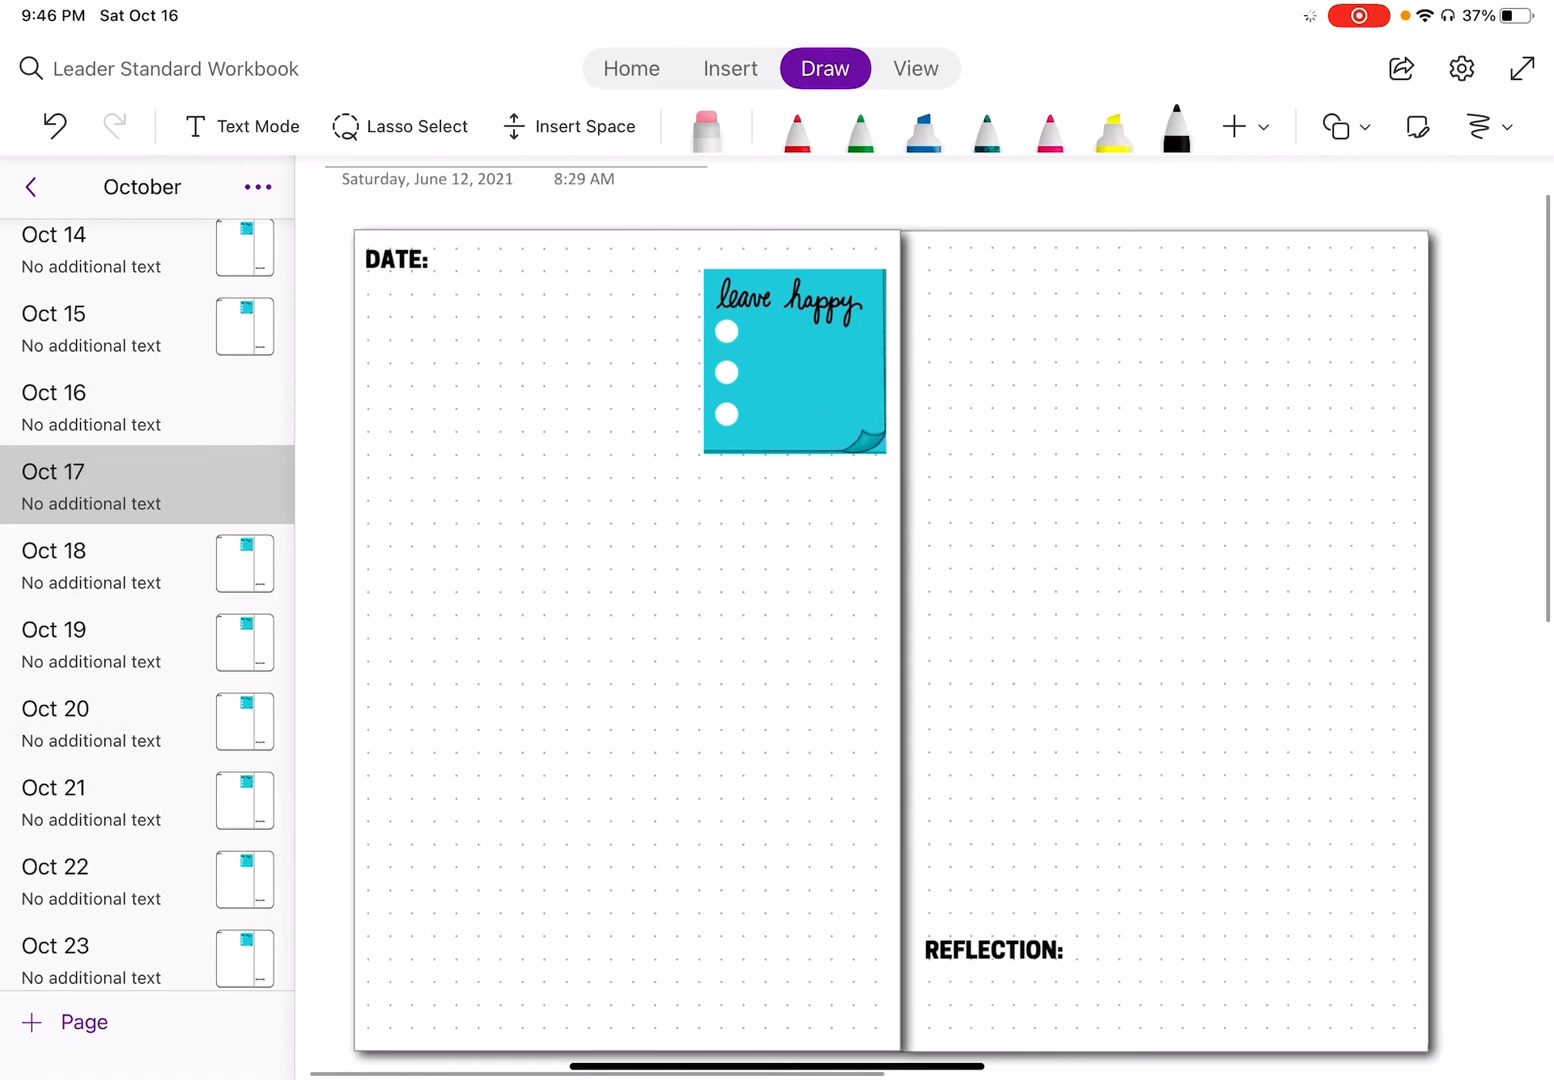 9:46 PM Sat Oct 16
37%
Leader Standard Workbook
Home Insert Draw View
Text Mode Lasso Select Insert Space
October
Oct 14
No additional text
Oct 15
No additional text
Oct 16
No additional text
Oct 17
No additional text
Oct 18
No additional text
Oct 19
No additional text
Oct 20
No additional text
Oct 21
No additional text
Oct 22
No additional text
Oct 23
No additional text
Page
Saturday, June 12, 2021 8:29 AM
DATE:
leave happy
REFLECTION: